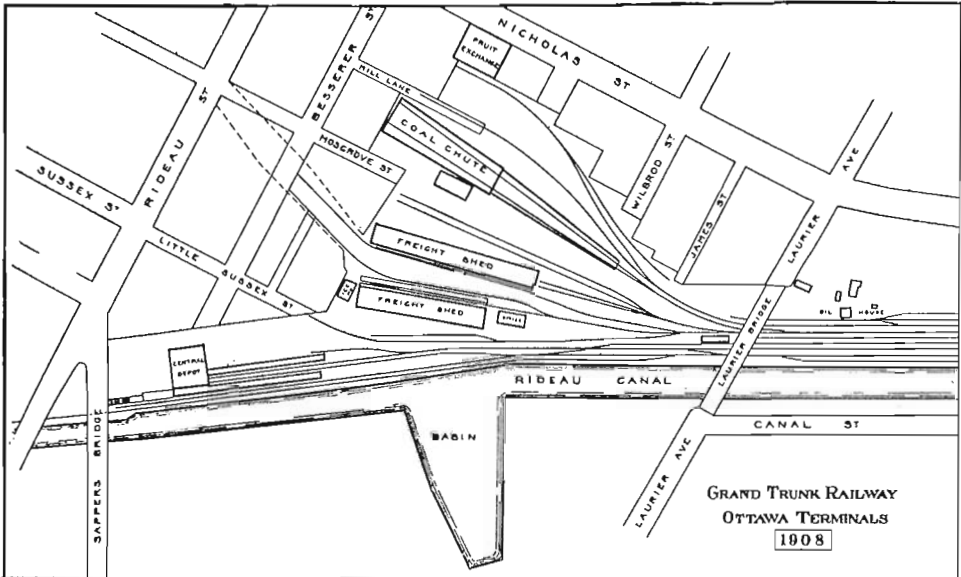 NICHOLAS ST
FRUIT
EXCHANGE
BESSERER ST
MILL LANE
RIDEAU ST
COAL CHUTE
MOSGROVE ST
WILBROD ST
JAMES ST
LAURIER AVE
SUSSEX ST
LITTLE SUSSEX ST
FREIGHT SHED
FREIGHT SHED
OIL HOUSE
CENTRAL
DEPOT
LAURIER BRIDGE
RIDEAU CANAL
BASIN
CANAL ST
SAPPERS BRIDGE
LAURIER AVE
GRAND TRUNK RAILWAY
OTTAWA TERMINALS
1908